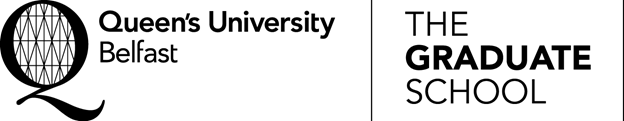 Queen's University
Belfast
THE
GRADUATE
SCHOOL